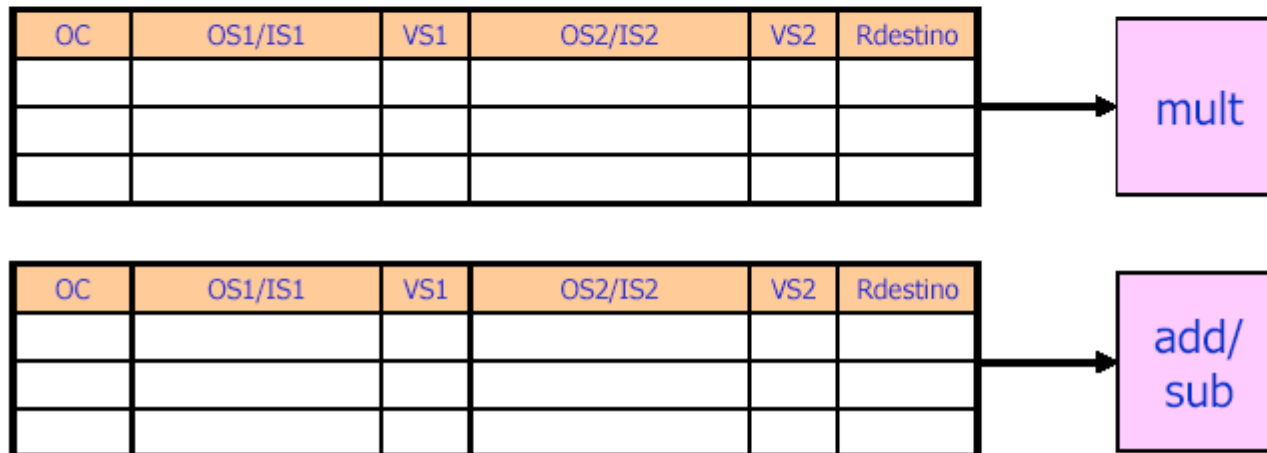 OC OS1/IS1 VS1 OS2/IS2 VS2 Rdestino
mult
OC OS1/IS1 VS1 OS2/IS2 VS2 Rdestino
add/
sub